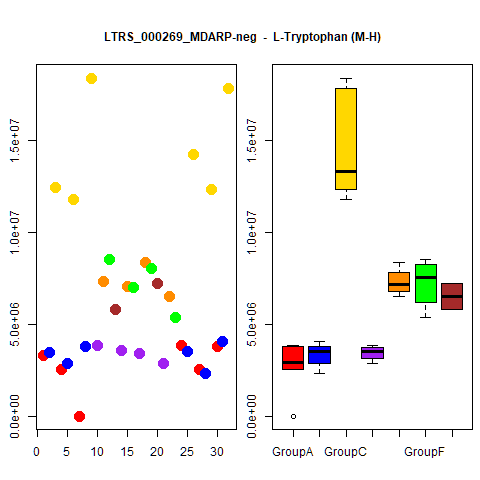 LTRS_000269_MDARP-neg - L-Tryptophan (M-H)
0.0e+00 5.0e+06 1.0e+07 1.5e+07
0.0e+00 5.0e+06 1.0e+07 1.5e+07
0 5 10 15 20 25 30
GroupA GroupC GroupF